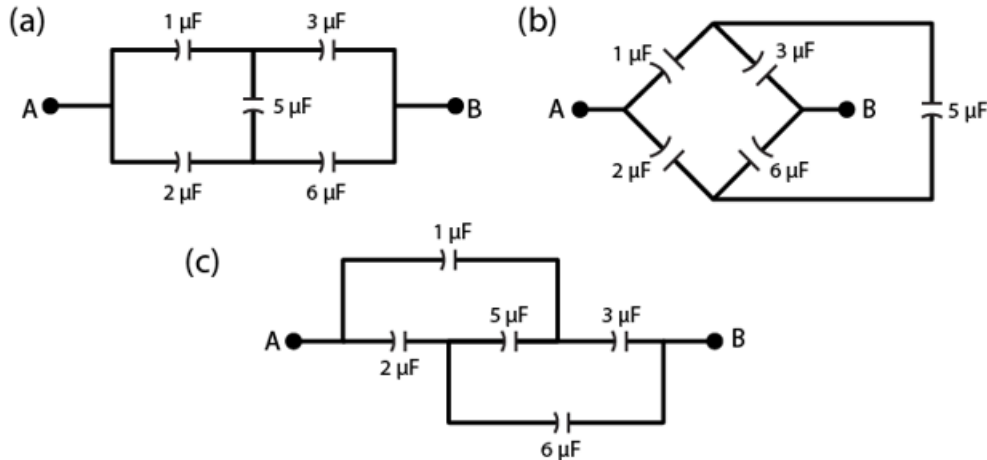 (a)
1 μF 3 μF
A 5 μF B
2 μF 6 μF
(b)
1 μF 3 μF
A B 5 μF
2 μF 6 μF
(c)
1 μF
A 5 μF 3 μF B
2 μF
6 μF